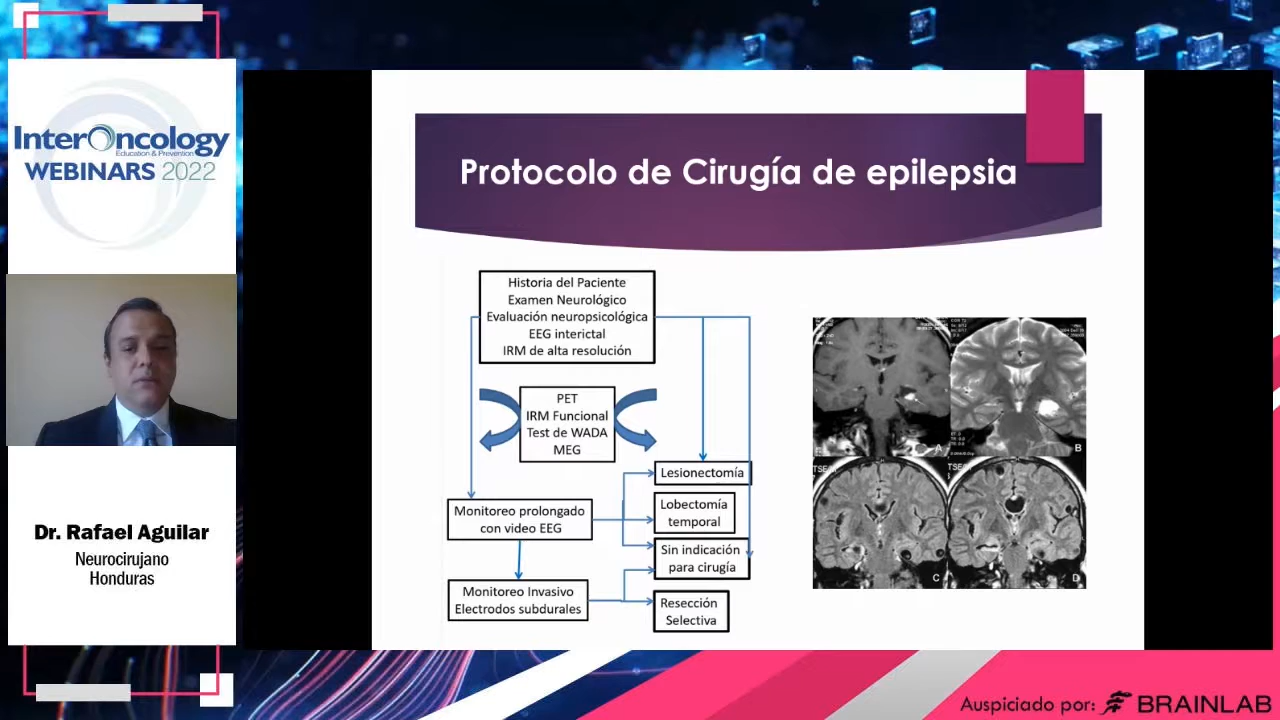 InterOncology
Education & Prevention
WEBINARS 2022
Dr. Rafael Aguilar
Neurocirujano
Honduras
Protocolo de Cirugía de epilepsia
Historia del Paciente
Examen Neurológico
Evaluación neuropsicológica
EEG interictal
IRM de alta resolución
PET
IRM Funcional
Test de WADA
MEG
Lesionectomía
Monitoreo prolongado
con video EEG
Lobectomía
temporal
Sin indicación
para cirugía
Monitoreo Invasivo
Electrodos subdurales
Resección
Selectiva
A
B
C
D
Auspiciado por: BRAINLAB